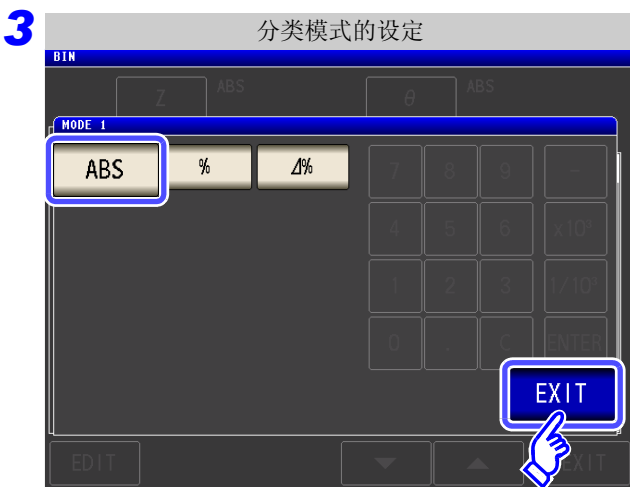 3 分类模式的设定
BIN
Z ABS θ ABS
MODE 1
ABS % Δ% 7 8 9 -
4 5 6 x10³
1 2 3 1/10³
0 . C ENTER
EXIT
EDIT EXIT